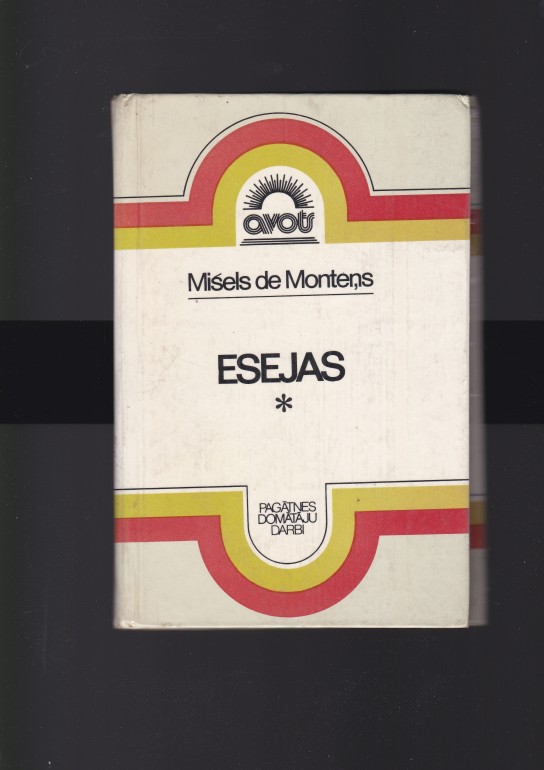 avots
Mišels de Monteņs
ESEJAS
*
PAGĀTNES
DOMĀTĀJU
DARBI